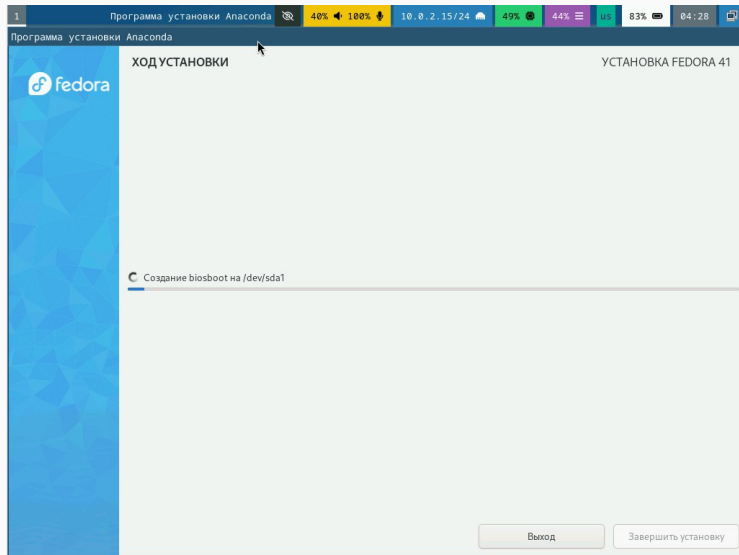 1 Программа установки Anaconda 40% 100% 10.0.2.15/24 49% 44% us 83% 04:28
Программа установки Anaconda
fedora
ХОД УСТАНОВКИ
УСТАНОВКА FEDORA 41
Создание biosboot на /dev/sda1
Выход
Завершить установку